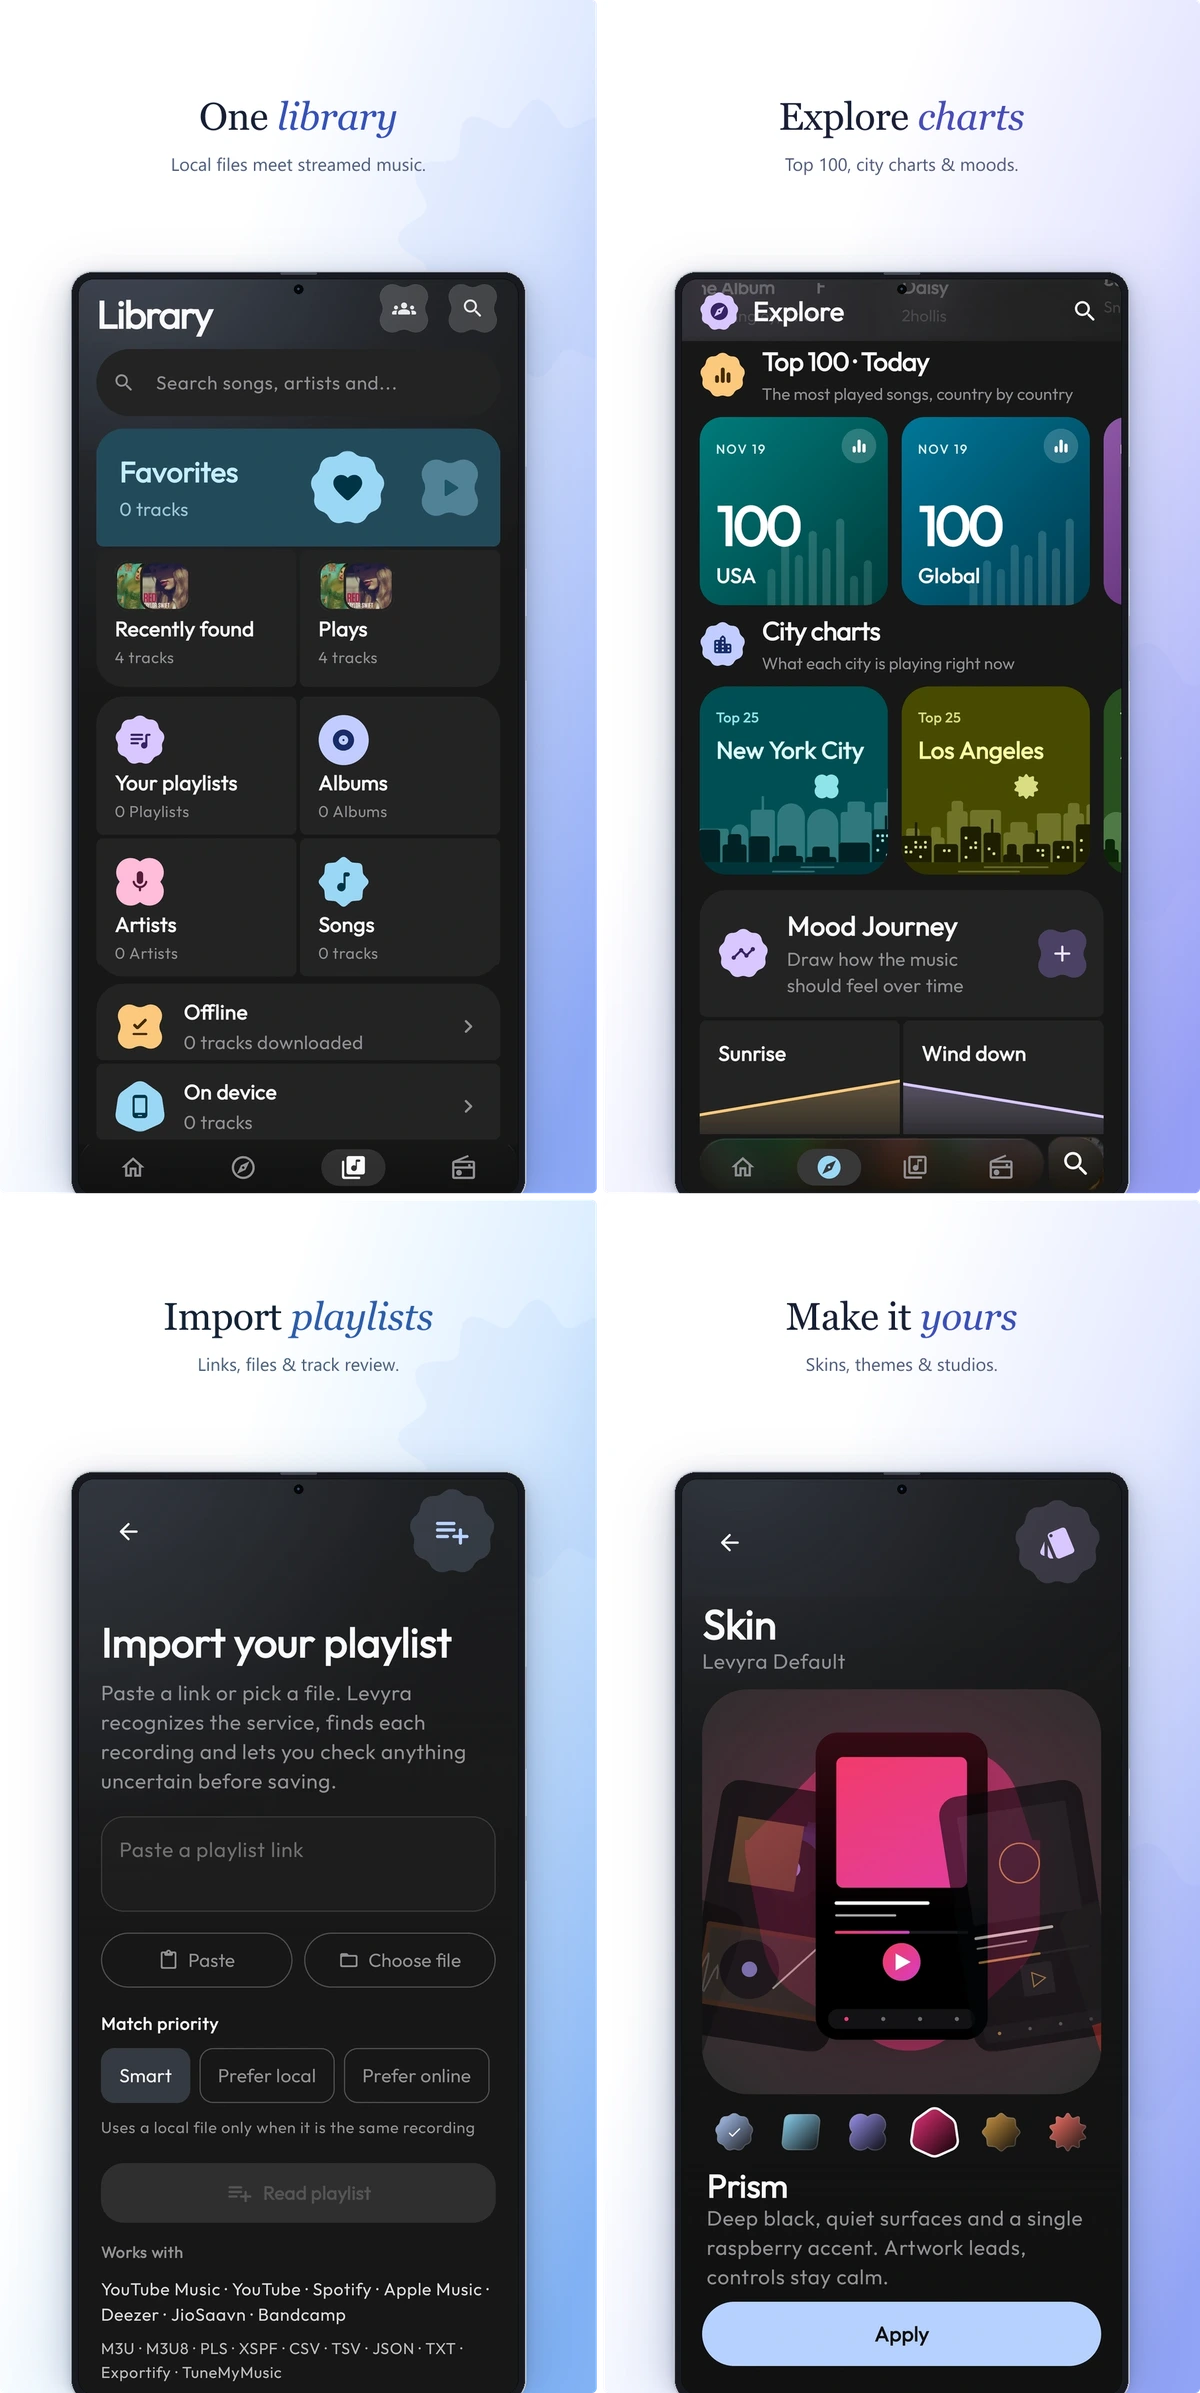 One library
Local files meet streamed music.
Library
Search songs, artists and...
Favorites
0 tracks
Recently found
4 tracks
Plays
4 tracks
Your playlists
0 Playlists
Albums
0 Albums
Artists
0 Artists
Songs
0 tracks
Offline
0 tracks downloaded
On device
0 tracks
Explore charts
Top 100, city charts & moods.
Daisy
2hollis
Explore
Top 100 · Today
The most played songs, country by country
NOV 19
100
USA
NOV 19
100
Global
City charts
What each city is playing right now
Top 25
New York City
Top 25
Los Angeles
Mood Journey
Draw how the music
should feel over time
Sunrise
Wind down
Import playlists
Links, files & track review.
Import your playlist
Paste a link or pick a file. Levyra
recognizes the service, finds each
recording and lets you check anything
uncertain before saving.
Paste a playlist link
Paste
Choose file
Match priority
Smart
Prefer local
Prefer online
Uses a local file only when it is the same recording
Read playlist
Works with
YouTube Music · YouTube · Spotify · Apple Music ·
Deezer · JioSaavn · Bandcamp
M3U · M3U8 · PLS · XSPF · CSV · TSV · JSON · TXT ·
Exportify · TuneMyMusic
Make it yours
Skins, themes & studios.
Skin
Levyra Default
Prism
Deep black, quiet surfaces and a single
raspberry accent. Artwork leads,
controls stay calm.
Apply